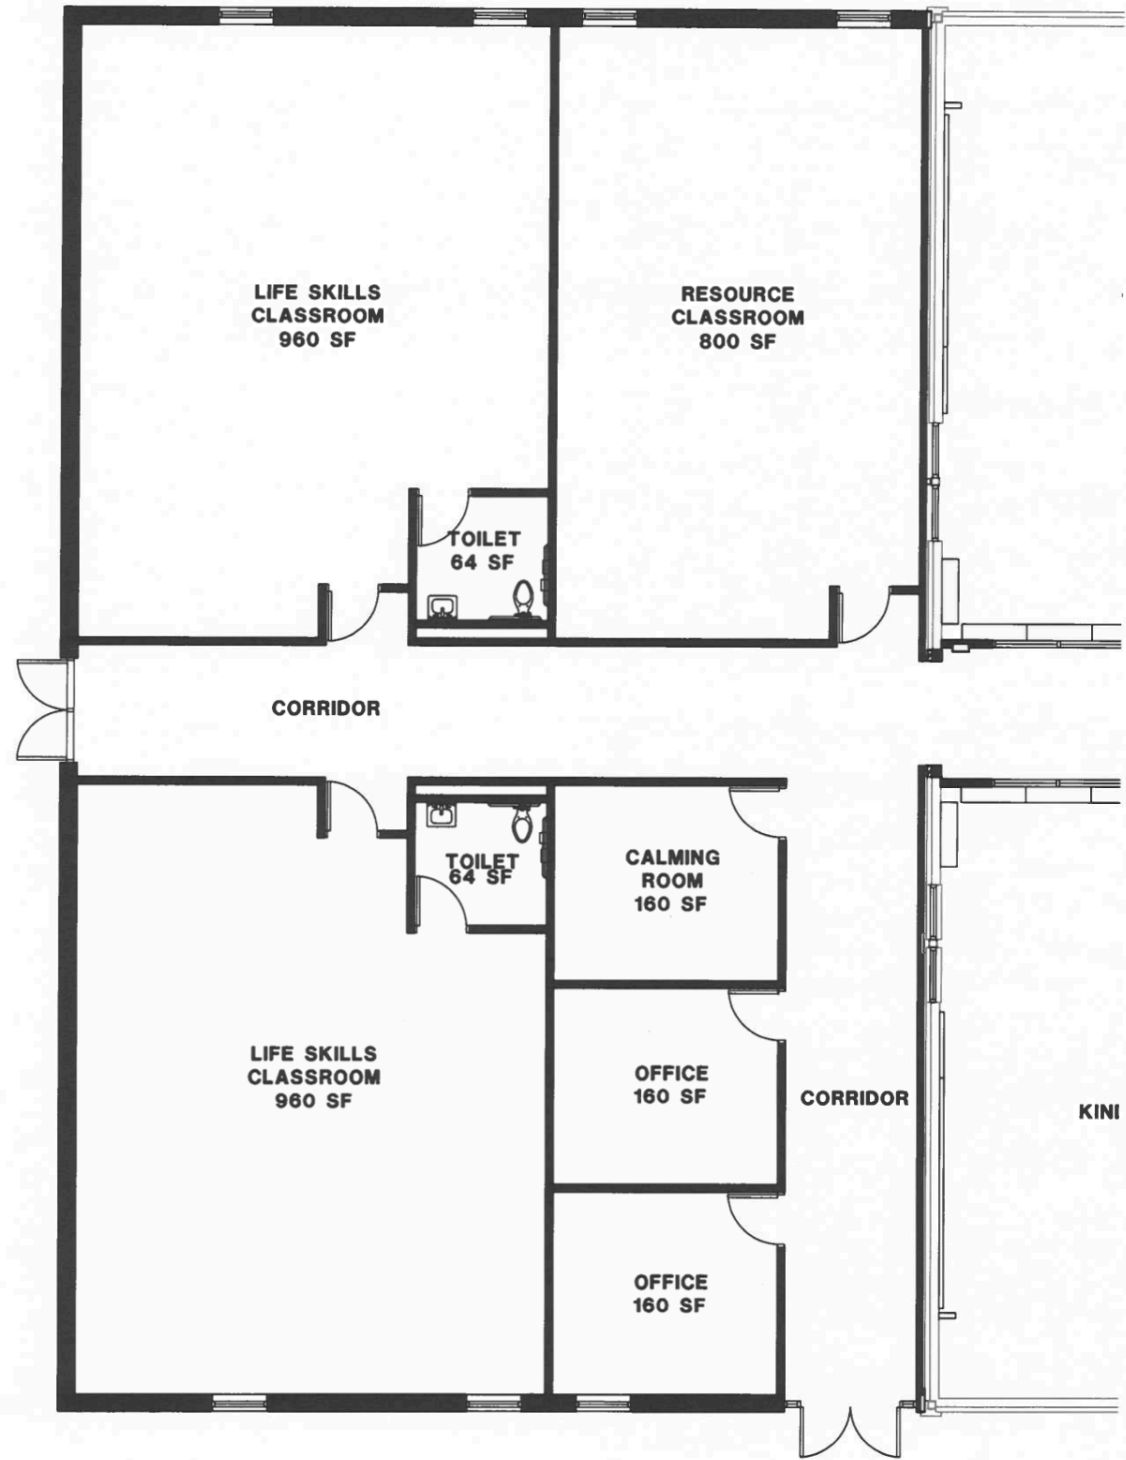 LIFE SKILLS
CLASSROOM
960 SF
RESOURCE
CLASSROOM
800 SF
TOILET
64 SF
CORRIDOR
TOILET
64 SF
CALMING
ROOM
160 SF
LIFE SKILLS
CLASSROOM
960 SF
OFFICE
160 SF
CORRIDOR
KINI
OFFICE
160 SF